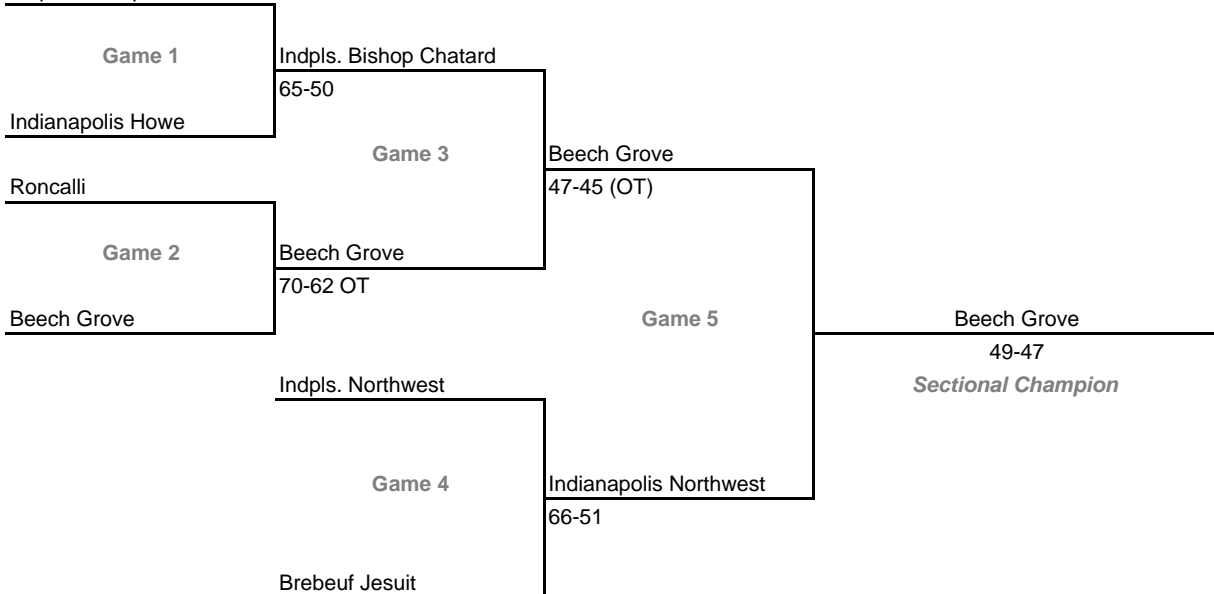 Game 1
Indpls. Bishop Chatard
65-50
Indianapolis Howe
Game 3
Beech Grove
Roncalli
47-45 (OT)
Game 2
Beech Grove
70-62 OT
Beech Grove
Game 5
Beech Grove
49-47
Indpls. Northwest
Sectional Champion
Game 4
Indianapolis Northwest
66-51
Brebeuf Jesuit